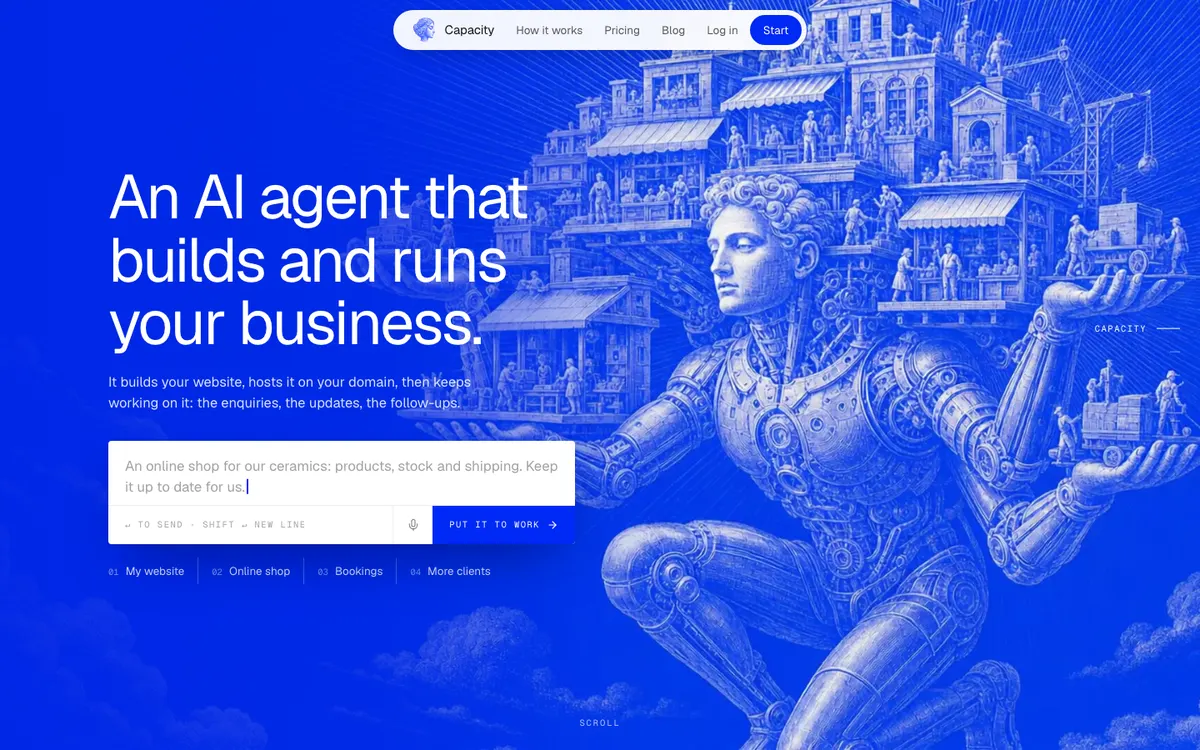 Capacity How it works Pricing Blog Log in Start
An AI agent that
builds and runs
your business.
It builds your website, hosts it on your domain, then keeps
working on it: the enquiries, the updates, the follow-ups.
CAPACITY
An online shop for our ceramics: products, stock and shipping. Keep
it up to date for us.
↵ TO SEND · SHIFT ↵ NEW LINE
PUT IT TO WORK →
01 My website 02 Online shop 03 Bookings 04 More clients
SCROLL